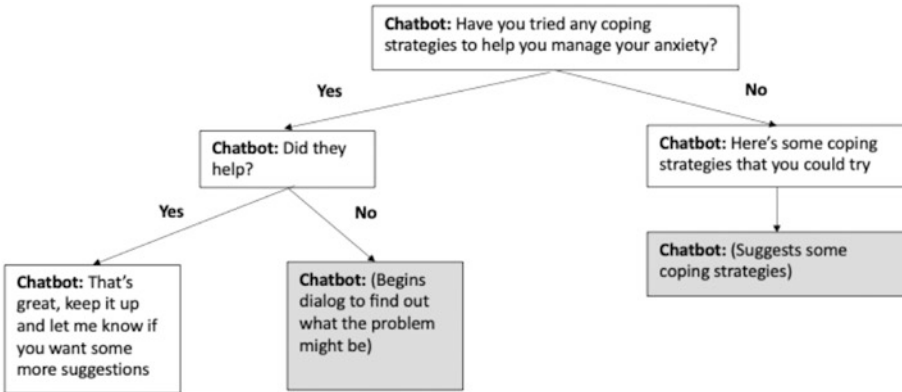 Chatbot: Have you tried any coping
strategies to help you manage your anxiety?
Yes
No
Chatbot: Did they
help?
Chatbot: Here's some coping
strategies that you could try
Yes
No
Chatbot: (Suggests some
coping strategies)
Chatbot: That's
great, keep it up
and let me know if
you want some
more suggestions
Chatbot: (Begins
dialog to find out
what the problem
might be)